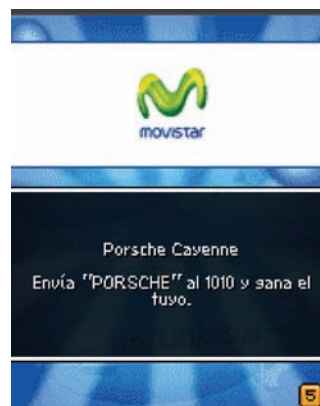 movistar
Porsche Cayenne
Envía "PORSCHE" al 1010 y gana el
tuyo.
5